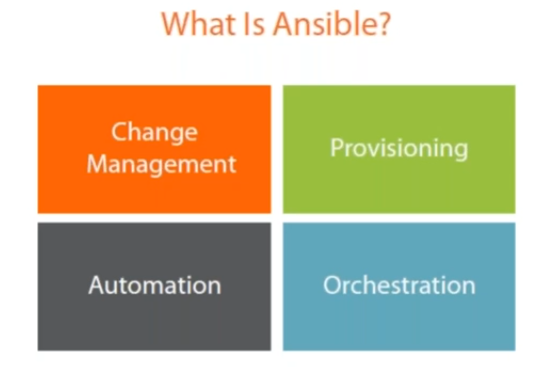 What Is Ansible?
Change
Management
Provisioning
Automation
Orchestration